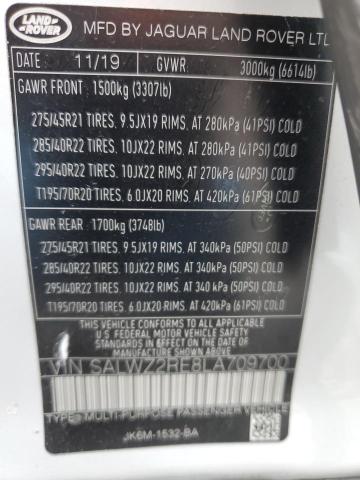 LAND
ROVER
MFD BY JAGUAR LAND ROVER LTD
DATE 11/19 GVWR 3000kg (6614lb)
GAWR FRONT 1500kg (3307lb)
275/45R21 TIRES, 9.5JX19 RIMS, AT 280kPa (41PSI) COLD
285/40R22 TIRES, 10JX22 RIMS, AT 280kPa (41PSI) COLD
295/40R22 TIRES, 10JX22 RIMS, AT 270kPa (40PSI) COLD
T195/70R20 TIRES, 6.0JX20 RIMS, AT 420kPa (61PSI) COLD
GAWR REAR 1700kg (3748lb)
275/45R21 TIRES, 9.5JX19 RIMS, AT 340kPa (50PSI) COLD
285/40R22 TIRES, 10JX22 RIMS, AT 340kPa (50PSI) COLD
295/40R22 TIRES, 10JX22 RIMS, AT 340 kPa (50PSI) COLD
T195/70R20 TIRES, 6.0JX20 RIMS, AT 420kPa (61PSI) COLD
THIS VEHICLE CONFORMS TO ALL APPLICABLE
U.S. FEDERAL MOTOR VEHICLE SAFETY AND
THEFT PREVENTION STANDARDS IN EFFECT ON
THE DATE OF MANUFACTURE SHOWN ABOVE.
VIN SALWZ2RE8LA709700
TYPE: MULTI-PURPOSE PASSENGER VEHICLE
JK6M-1532-BA